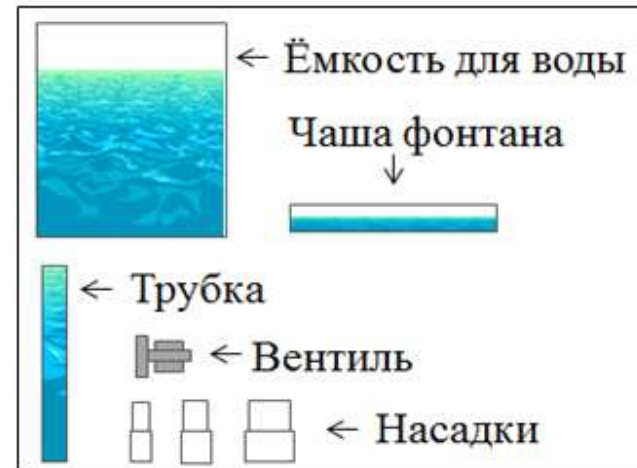 Ёмкость для воды
Чаша фонтана
Трубка
Вентиль
Насадки